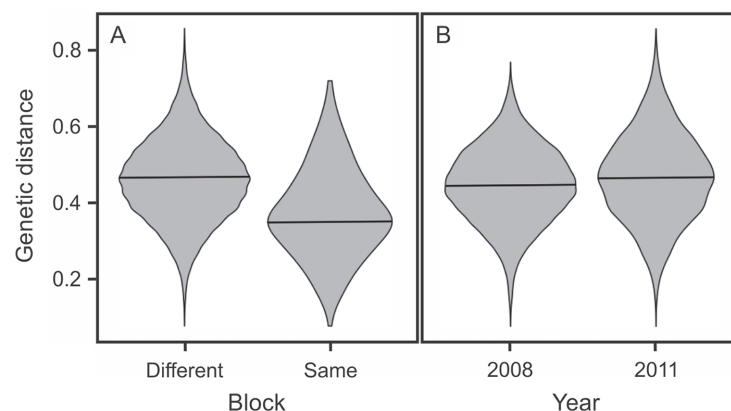 A
B
0.8
0.6
0.4
0.2
Genetic distance
Different Same
2008 2011
Block
Year